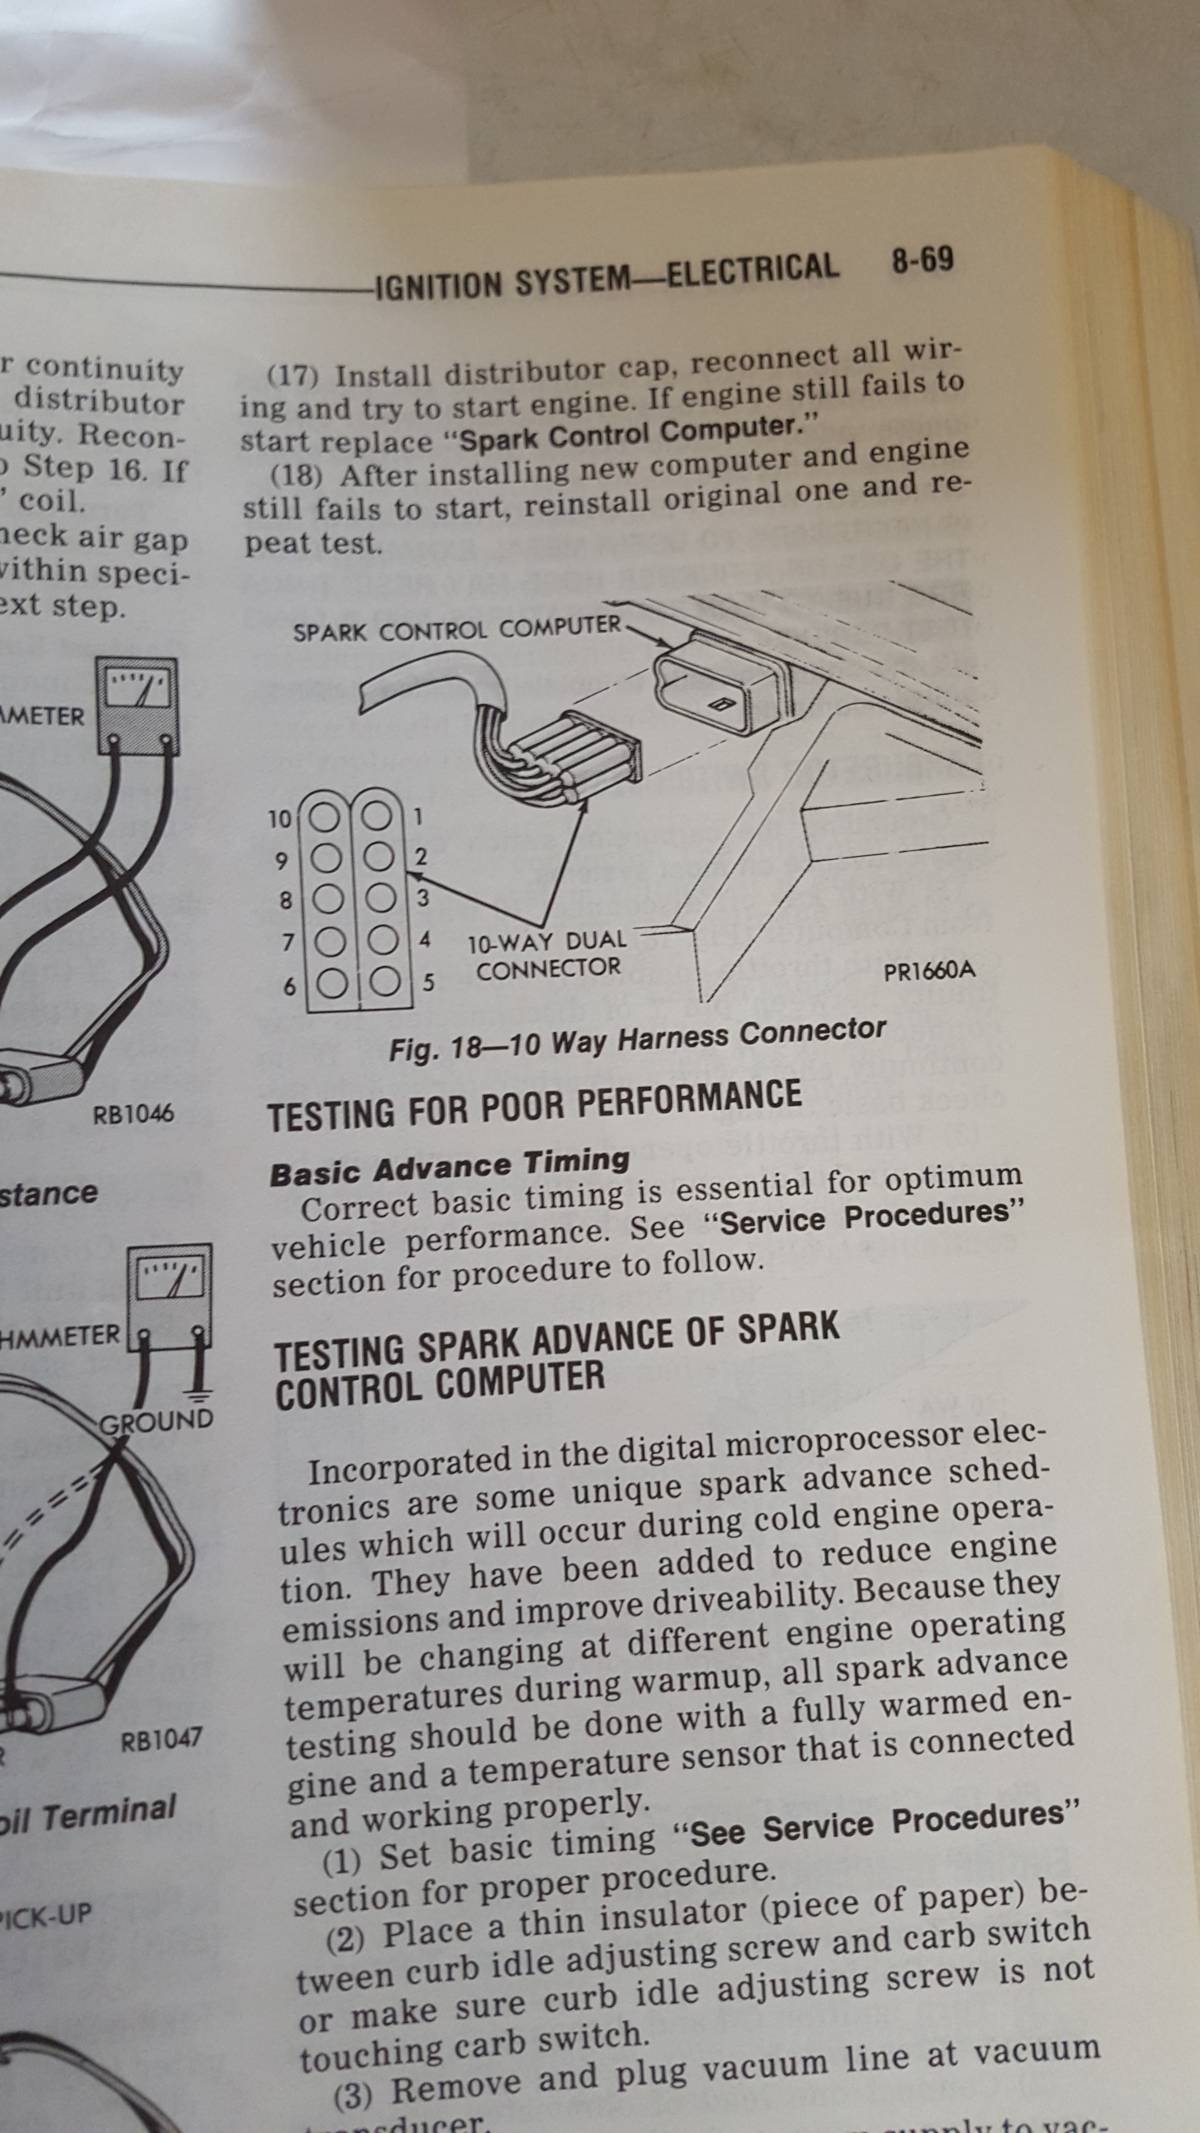 IGNITION SYSTEM—ELECTRICAL 8-69
continuity
distributor
Recon-
Step 16. If
coil.
air gap
speci-
step.
RB1046
GROUND
RB1047
Terminal
(17) Install distributor cap, reconnect all wir-
ing and try to start engine. If engine still fails to
start replace “Spark Control Computer.”
(18) After installing new computer and engine
still fails to start, reinstall original one and re-
peat test.
SPARK CONTROL COMPUTER
10 1
9 2
8 3
7 4
6 5
10-WAY DUAL
CONNECTOR
PR1660A
Fig. 18—10 Way Harness Connector
TESTING FOR POOR PERFORMANCE
Basic Advance Timing
Correct basic timing is essential for optimum
vehicle performance. See “Service Procedures”
section for procedure to follow.
TESTING SPARK ADVANCE OF SPARK
CONTROL COMPUTER
Incorporated in the digital microprocessor elec-
tronics are some unique spark advance sched-
ules which will occur during cold engine opera-
tion. They have been added to reduce engine
emissions and improve driveability. Because they
will be changing at different engine operating
temperatures during warmup, all spark advance
testing should be done with a fully warmed en-
gine and a temperature sensor that is connected
and working properly.
(1) Set basic timing “See Service Procedures”
section for proper procedure.
(2) Place a thin insulator (piece of paper) be-
tween curb idle adjusting screw and carb switch
or make sure curb idle adjusting screw is not
touching carb switch.
(3) Remove and plug vacuum line at vacuum